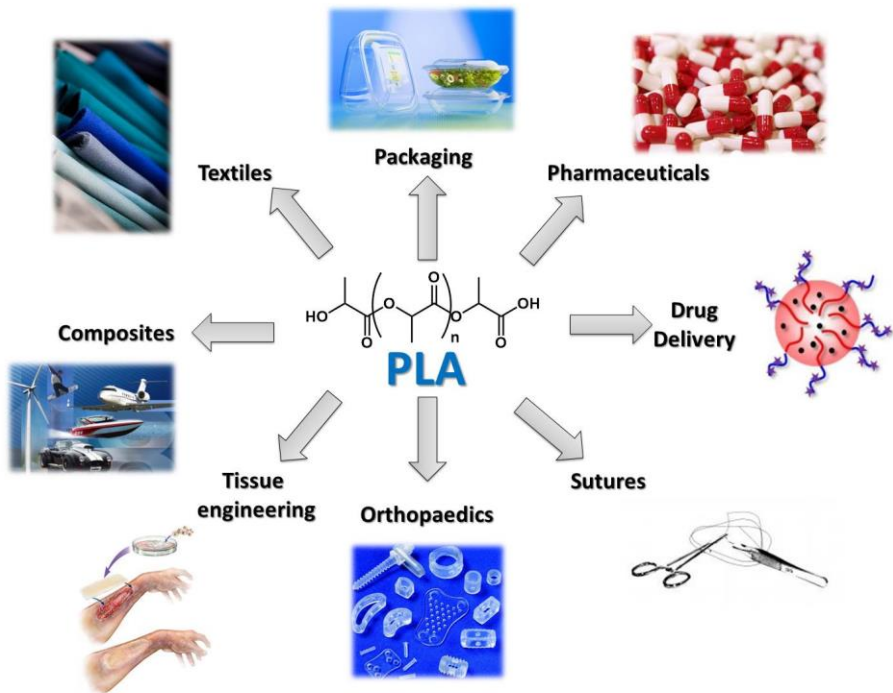 Packaging
Textiles
Pharmaceuticals
O
O
OH
HO
O
O
O
n
Drug
Delivery
Composites
PLA
Tissue
engineering
Orthopaedics
Sutures